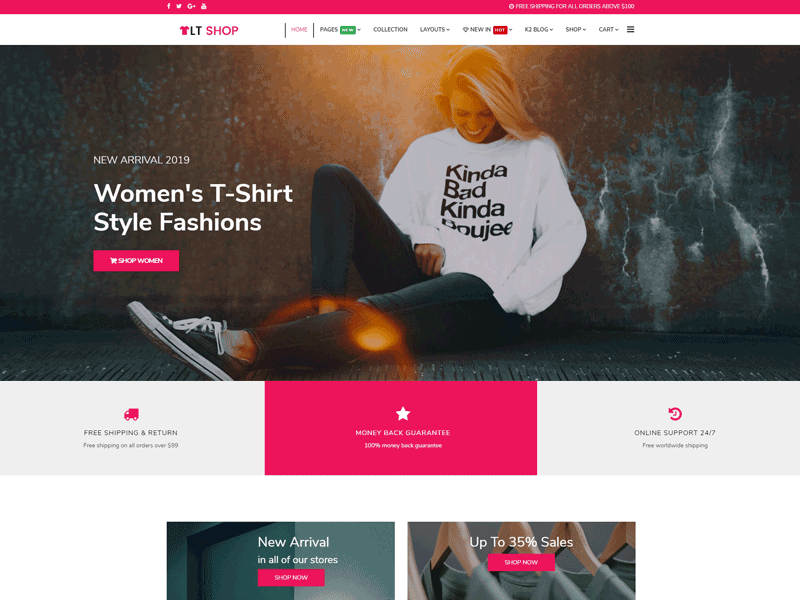 FREE SHIPPING FOR ALL ORDERS ABOVE $100
LT SHOP
HOME PAGES NEW COLLECTION LAYOUTS NEW IN HOT K2 BLOG SHOP CART
NEW ARRIVAL 2019
Women's T-Shirt
Style Fashions
SHOP WOMEN
Kinda
Bad
Kinda
Boujee
FREE SHIPPING & RETURN
Free shipping on all orders over $99
MONEY BACK GUARANTEE
100% money back guarantee
ONLINE SUPPORT 24/7
Free worldwide shipping
New Arrival
in all of our stores
SHOP NOW
Up To 35% Sales
SHOP NOW